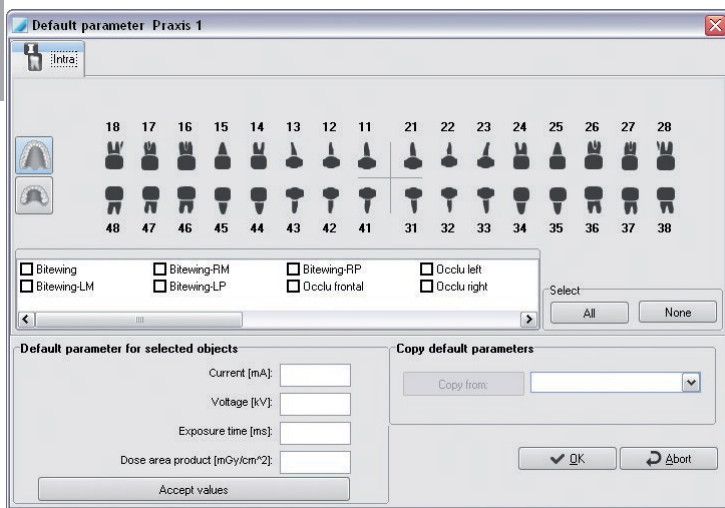 Default parameter Praxis 1
Intra
18 17 16 15 14 13 12 11 21 22 23 24 25 26 27 28
48 47 46 45 44 43 42 41 31 32 33 34 35 36 37 38
Bitewing Bitewing-RM Bitewing-RP Occlu left
Bitewing-LM Bitewing-LP Occlu frontal Occlu right
Select
All None
Default parameter for selected objects
Current [mA]:
Voltage [kV]:
Exposure time [ms]:
Dose area product [mGy/cm^2]:
Accept values
Copy default parameters
Copy from:
OK Abort